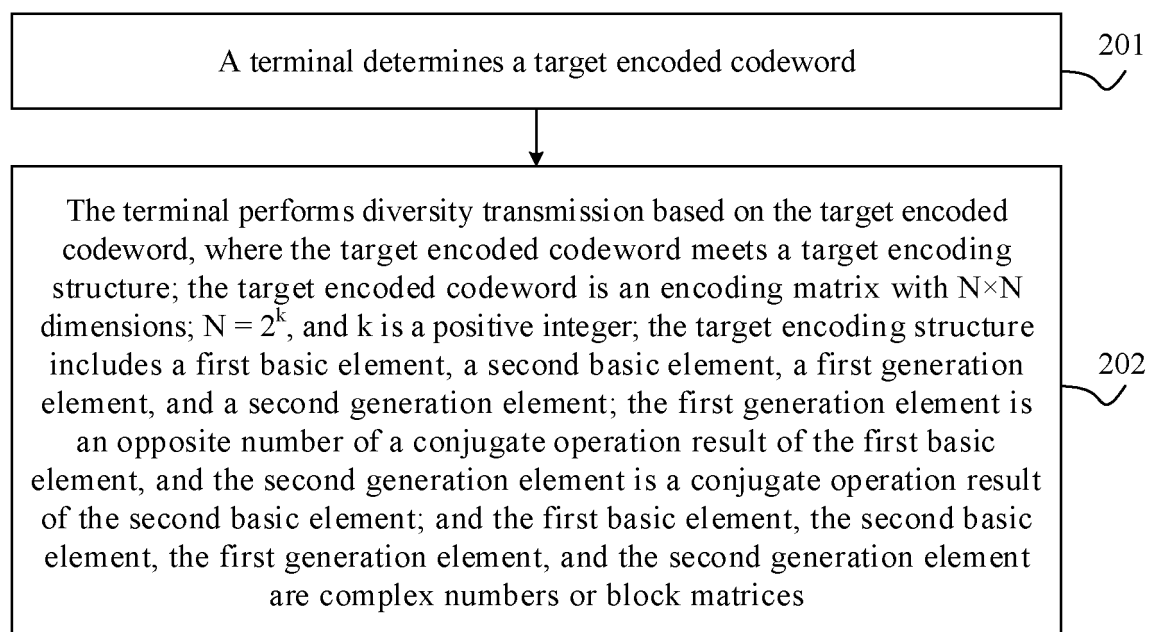 A terminal determines a target encoded codeword
201
The terminal performs diversity transmission based on the target encoded
codeword, where the target encoded codeword meets a target encoding
structure; the target encoded codeword is an encoding matrix with N×N
dimensions; N = 2^k, and k is a positive integer; the target encoding structure
includes a first basic element, a second basic element, a first generation
element, and a second generation element; the first generation element is
an opposite number of a conjugate operation result of the first basic
element, and the second generation element is a conjugate operation result
of the second basic element; and the first basic element, the second basic
element, the first generation element, and the second generation element
are complex numbers or block matrices
202